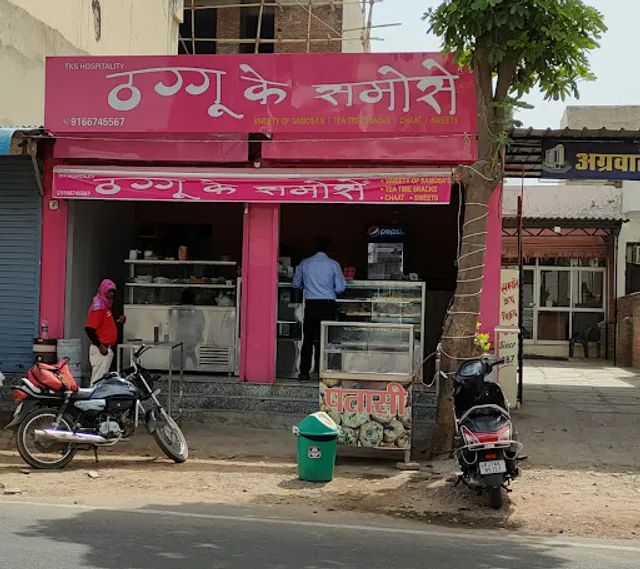 TKS HOSPITALITY
ठग्गू के समोसे
9166745567
VARIETY OF SAMOSA'S | TEA TIME SNACKS | CHAAT | SWEETS
ठग्गू के समोसे
• VARIETY OF SAMOSA'S
• TEA TIME SNACKS
• CHAAT • SWEETS
pepsi
अग्रवा
पतासी
Since